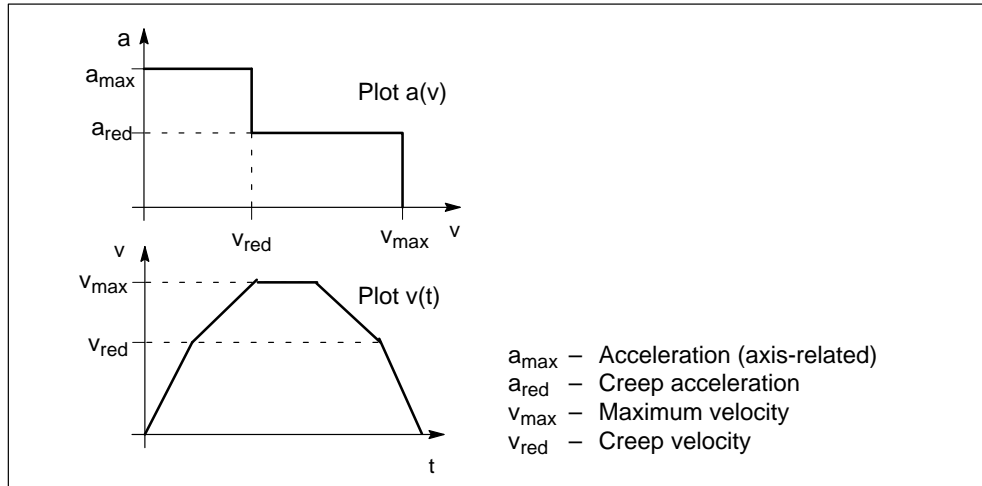 a
a_max
Plot a(v)
a_red
v_red
v_max
v
v
v_max
Plot v(t)
v_red
a_max – Acceleration (axis-related)
a_red – Creep acceleration
v_max – Maximum velocity
v_red – Creep velocity
t